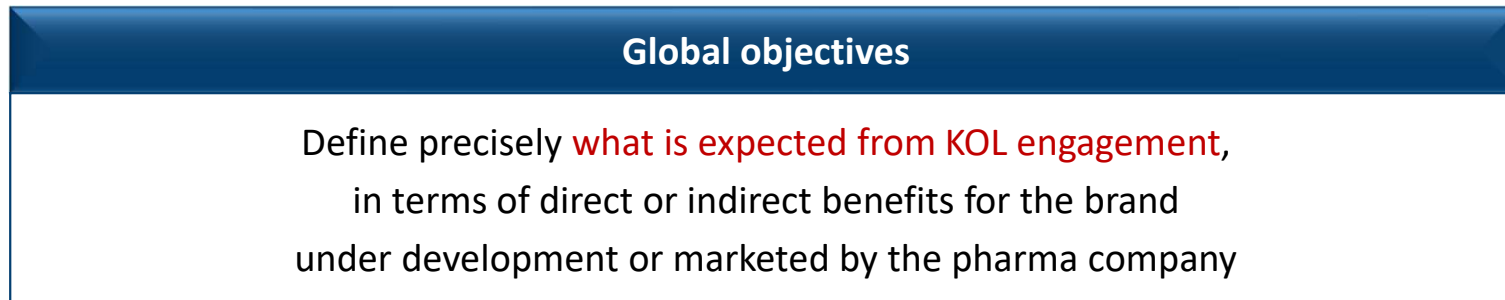 Global objectives
Define precisely what is expected from KOL engagement,
in terms of direct or indirect benefits for the brand
under development or marketed by the pharma company